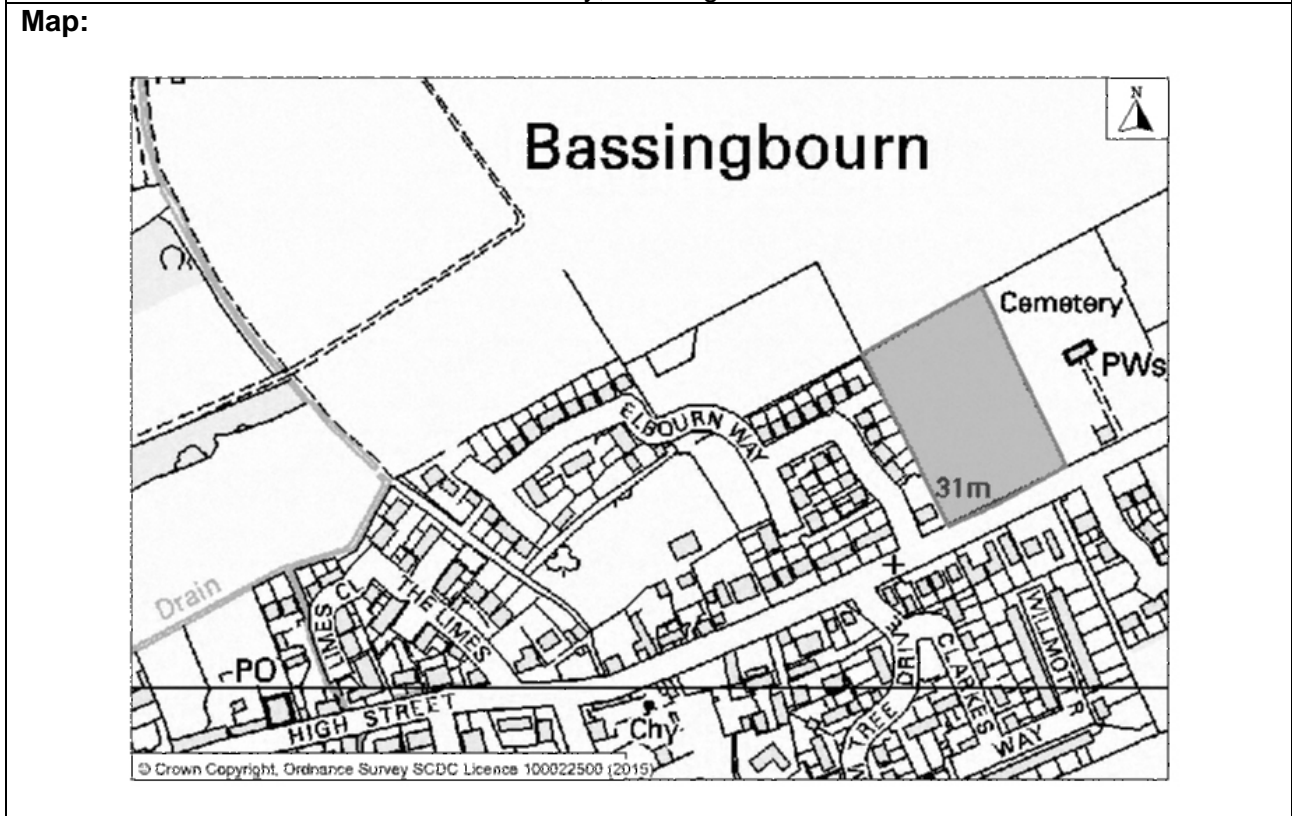 Map:
N
Bassingbourn
Cemetery
PWs
ELBOURN WAY
31m
Drain
LIMES CL
THE LIMES
PO
HIGH STREET
Chy
TREE DRIVE
CLARKES WAY
WILLMOTT R
© Crown Copyright, Ordnance Survey SCDC Licence 100022500 (2015)